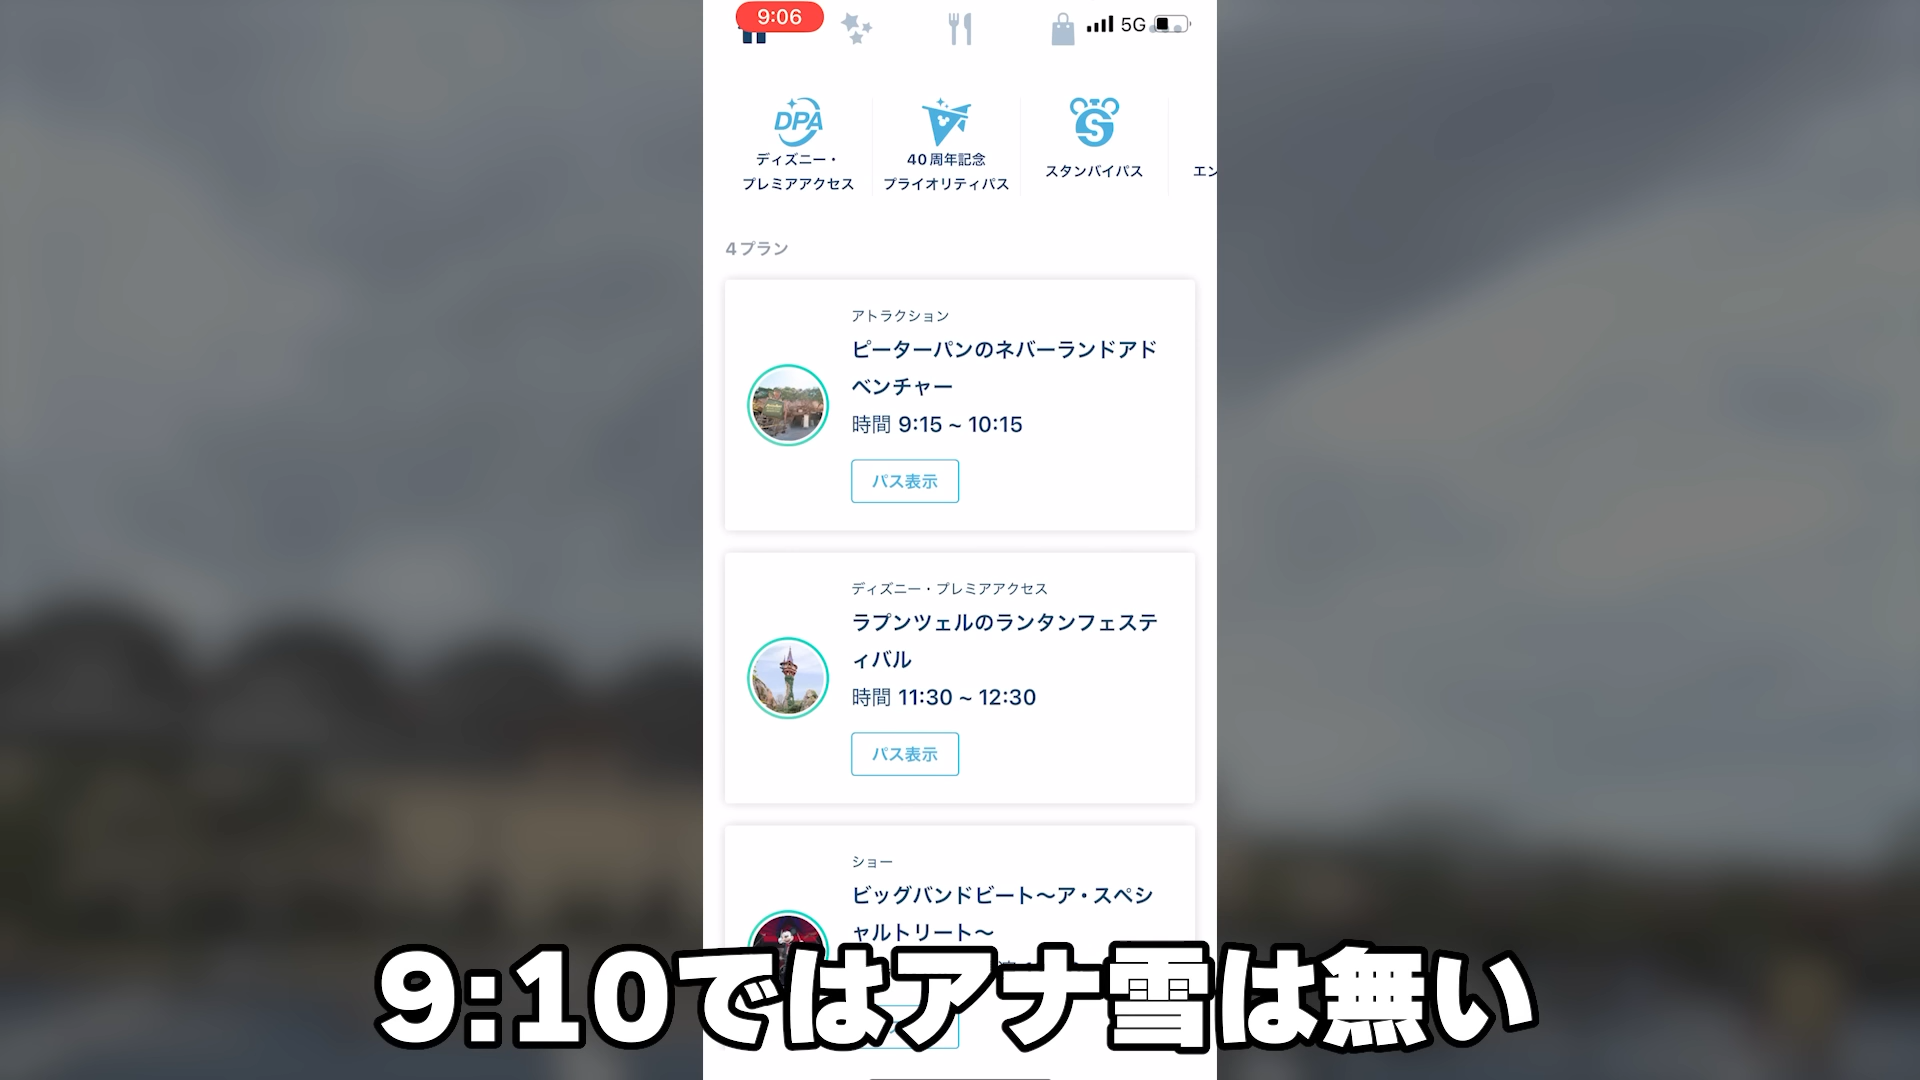 9:06
5G
DPA
ディズニー・
プレミアアクセス
40周年記念
プライオリティパス
S
スタンバイパス
エン
4プラン
アトラクション
ピーターパンのネバーランドアド
ベンチャー
時間 9:15 ~ 10:15
パス表示
ディズニー・プレミアアクセス
ラプンツェルのランタンフェステ
ィバル
時間 11:30 ~ 12:30
パス表示
ショー
ビッグバンドビート〜ア・スペシ
ャルトリート〜
9:10ではアナ雪は無い